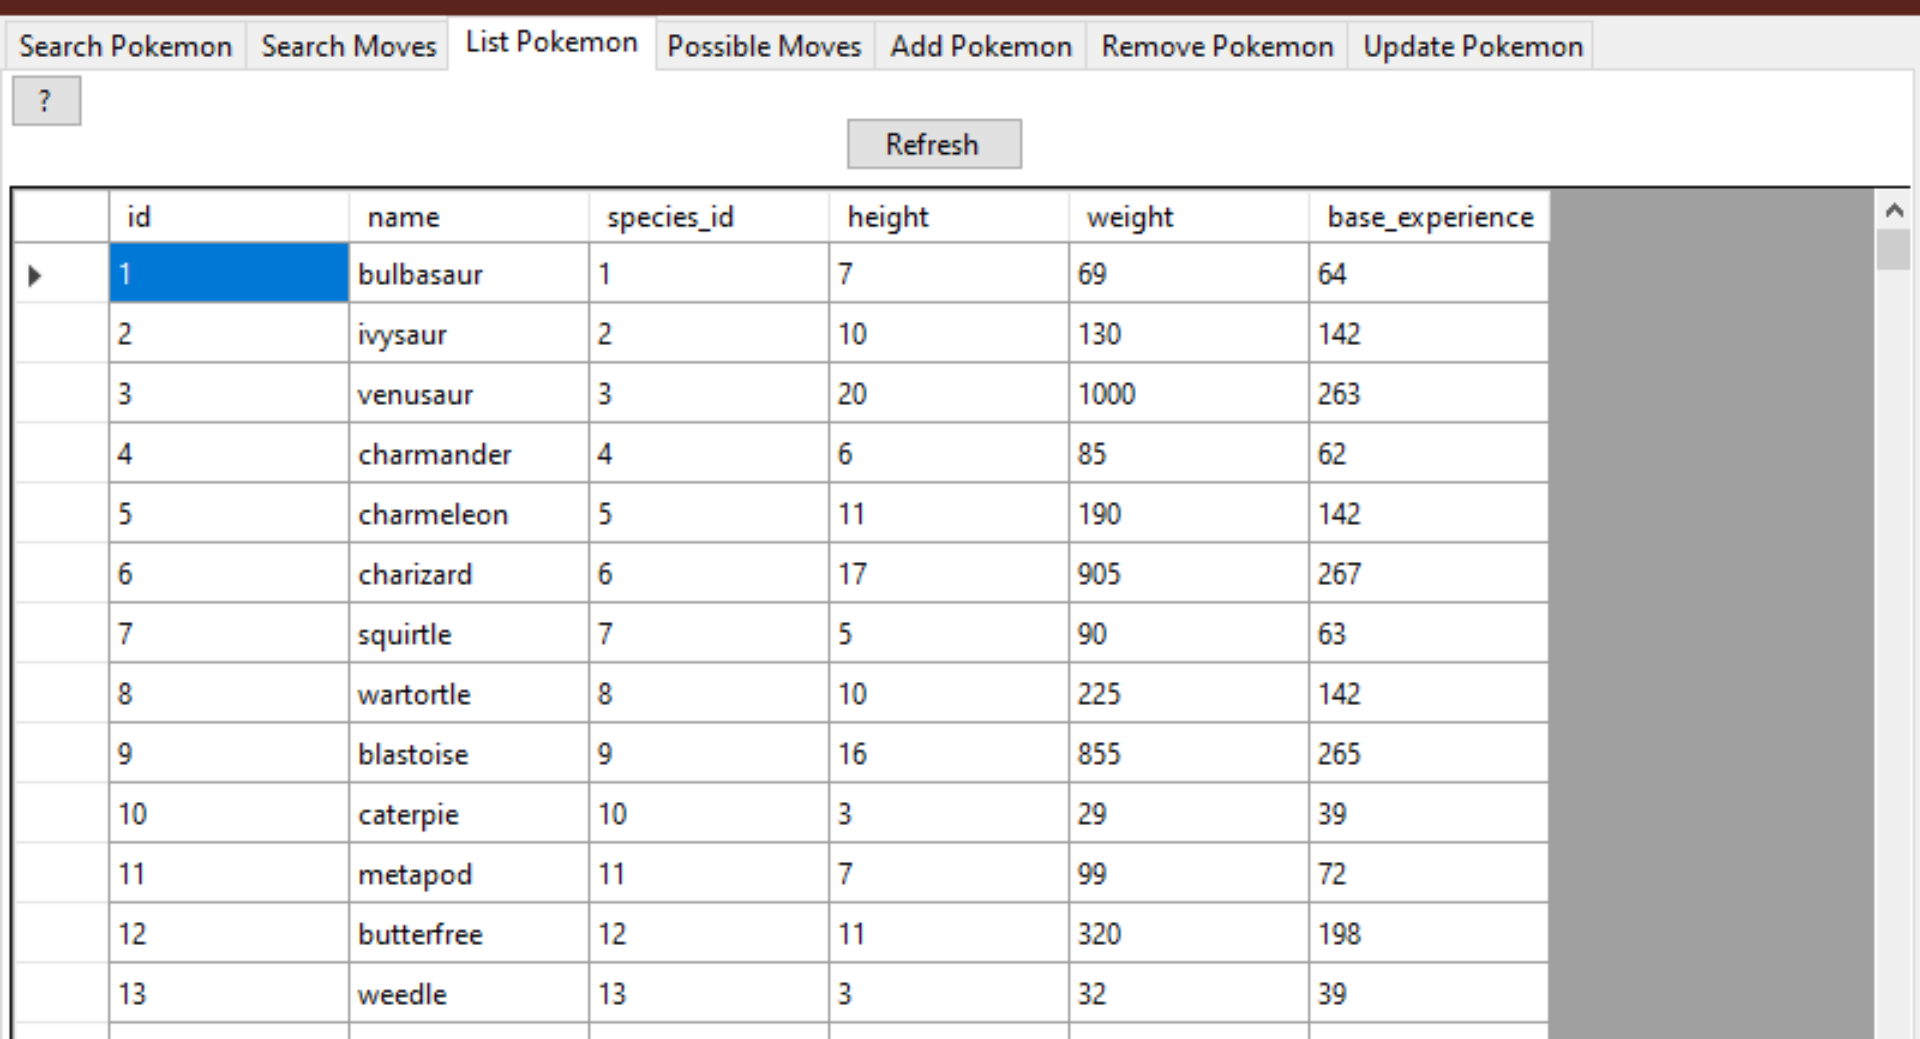 Search Pokemon Search Moves List Pokemon Possible Moves Add Pokemon Remove Pokemon Update Pokemon
?
Refresh
id name species_id height weight base_experience
1 bulbasaur 1 7 69 64
2 ivysaur 2 10 130 142
3 venusaur 3 20 1000 263
4 charmander 4 6 85 62
5 charmeleon 5 11 190 142
6 charizard 6 17 905 267
7 squirtle 7 5 90 63
8 wartortle 8 10 225 142
9 blastoise 9 16 855 265
10 caterpie 10 3 29 39
11 metapod 11 7 99 72
12 butterfree 12 11 320 198
13 weedle 13 3 32 39